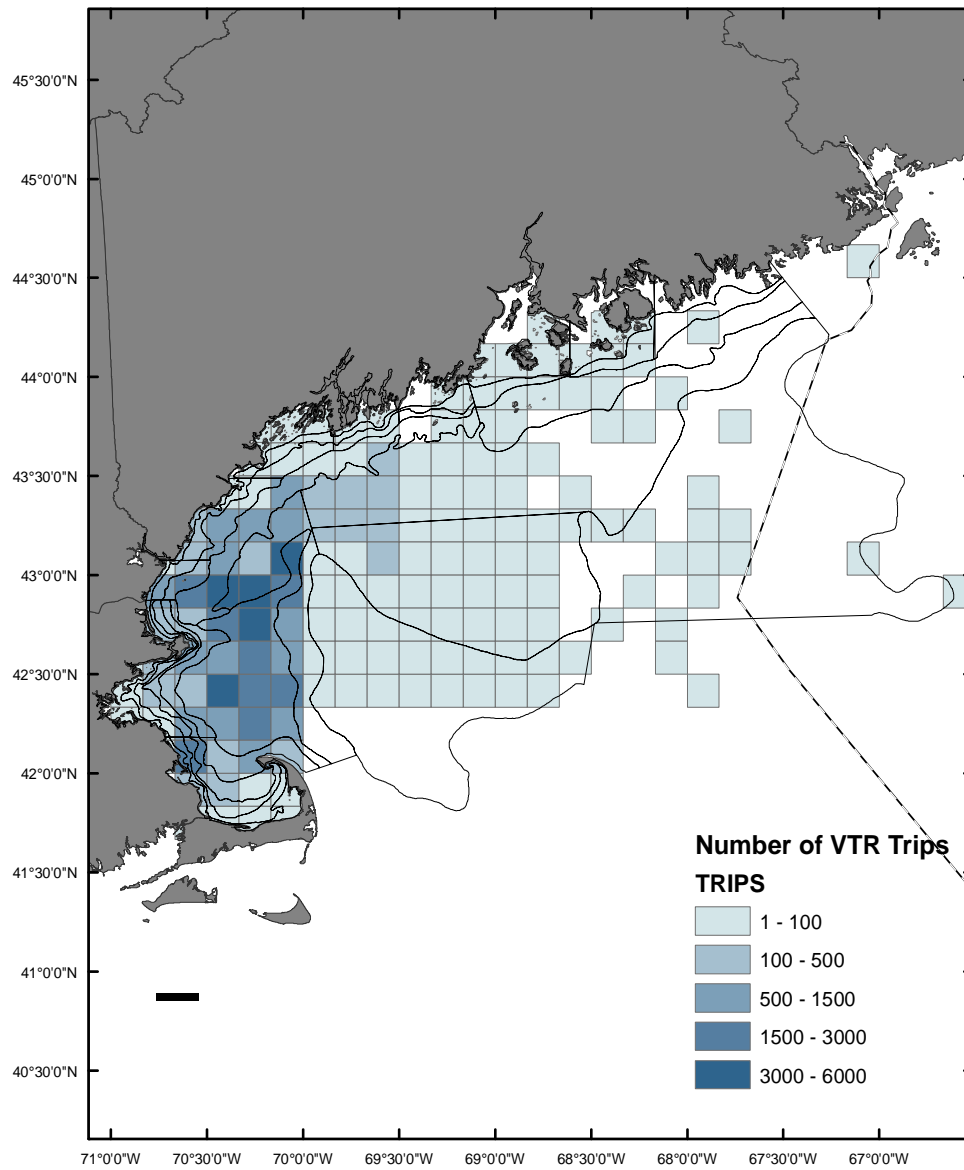 45°30'0"N
45°0'0"N
44°30'0"N
44°0'0"N
43°30'0"N
43°0'0"N
42°30'0"N
42°0'0"N
41°30'0"N
41°0'0"N
40°30'0"N
Number of VTR Trips
TRIPS
1 - 100
100 - 500
500 - 1500
1500 - 3000
3000 - 6000
71°0'0"W 70°30'0"W 70°0'0"W 69°30'0"W 69°0'0"W 68°30'0"W 68°0'0"W 67°30'0"W 67°0'0"W